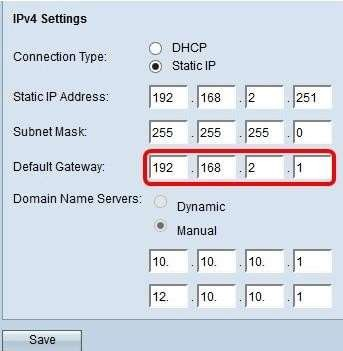 IPv4 Settings
Connection Type: DHCP
Static IP
Static IP Address: 192 . 168 . 2 . 251
Subnet Mask: 255 . 255 . 255 . 0
Default Gateway: 192 . 168 . 2 . 1
Domain Name Servers: Dynamic
Manual
10. . 10. . 10. . 1
12. . 10. . 10. . 1
Save